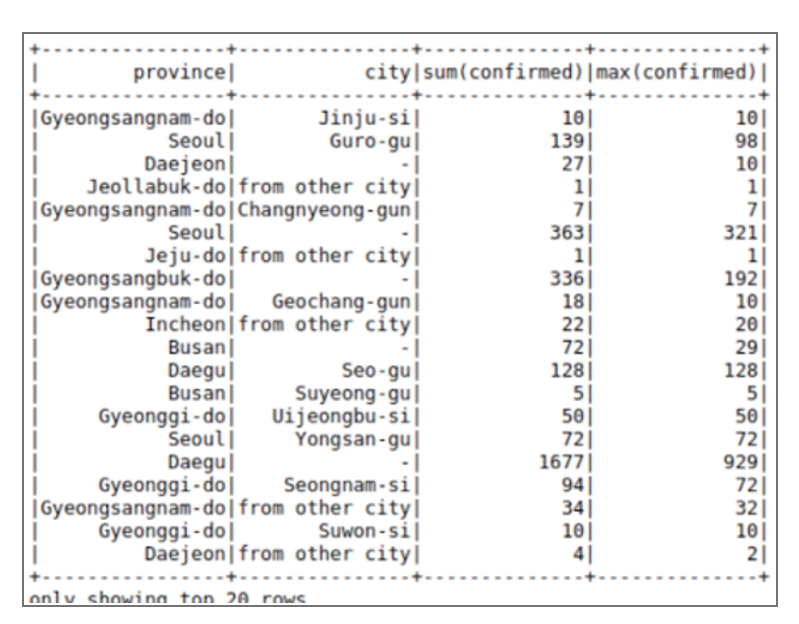 +----------------+----------------+--------------+--------------+
|        province|            city|sum(confirmed)|max(confirmed)|
+----------------+----------------+--------------+--------------+
|Gyeongsangnam-do|        Jinju-si|            10|            10|
|           Seoul|         Guro-gu|           139|            98|
|         Daejeon|               -|            27|            10|
|    Jeollabuk-do|from other city|             1|             1|
|Gyeongsangnam-do|Changnyeong-gun|             7|             7|
|           Seoul|               -|           363|           321|
|         Jeju-do|from other city|             1|             1|
|Gyeongsangbuk-do|               -|           336|           192|
|Gyeongsangnam-do|    Geochang-gun|            18|            10|
|         Incheon|from other city|            22|            20|
|           Busan|               -|            72|            29|
|           Daegu|          Seo-gu|           128|           128|
|           Busan|      Suyeong-gu|             5|             5|
|     Gyeonggi-do|    Uijeongbu-si|            50|            50|
|           Seoul|      Yongsan-gu|            72|            72|
|           Daegu|               -|          1677|           929|
|     Gyeonggi-do|     Seongnam-si|            94|            72|
|Gyeongsangnam-do|from other city|            34|            32|
|     Gyeonggi-do|        Suwon-si|            10|            10|
|         Daejeon|from other city|             4|             2|
+----------------+----------------+--------------+--------------+
only showing top 20 rows